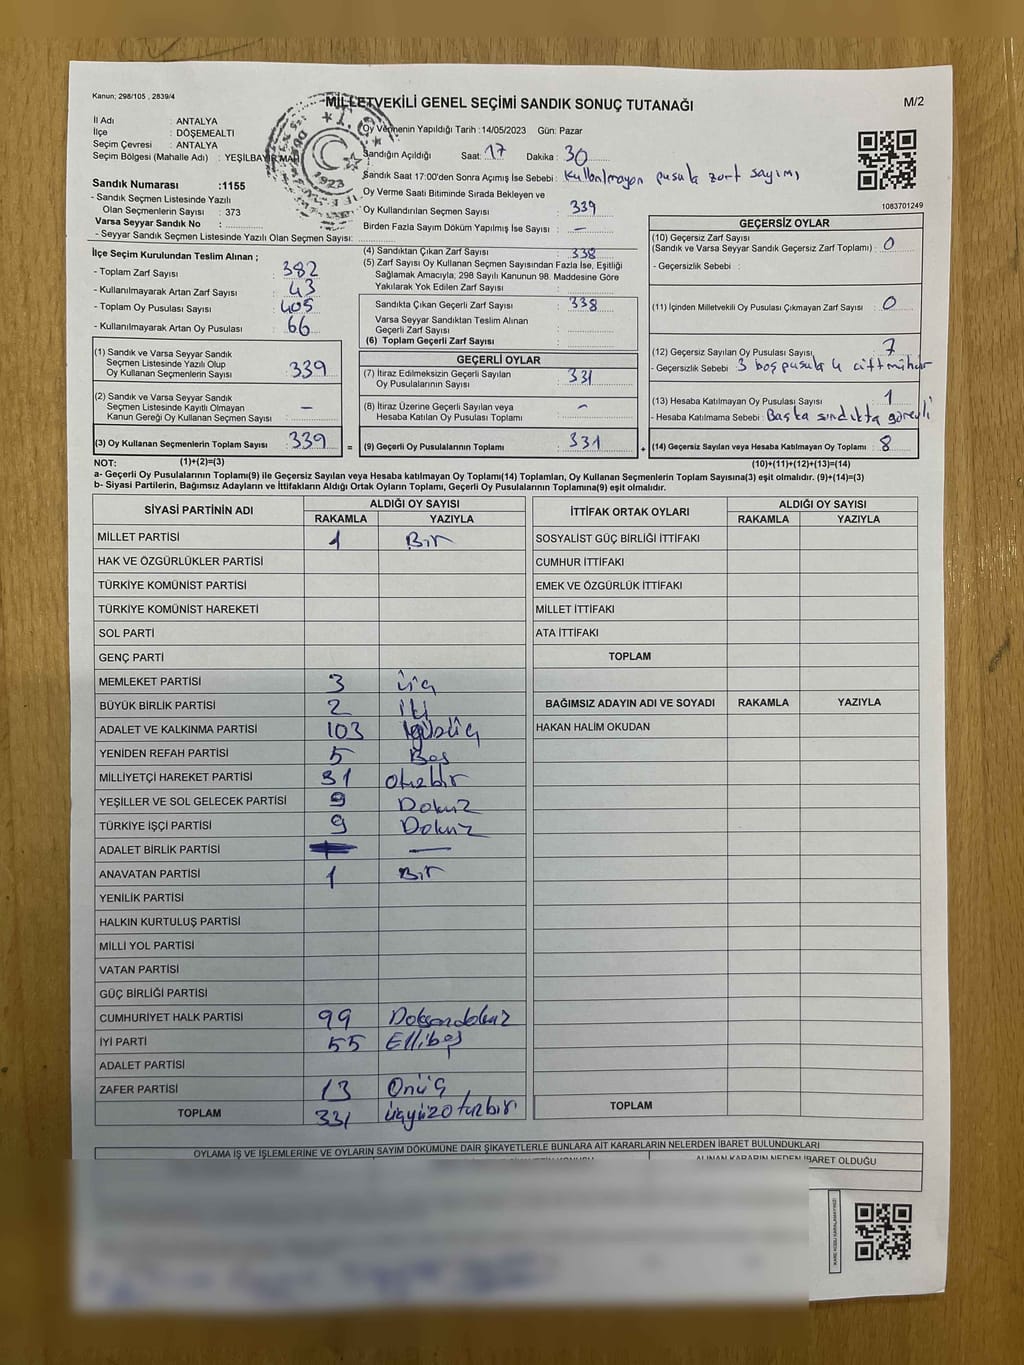 Kanun; 298/105 , 2839/4
MİLLETVEKİLİ GENEL SEÇİMİ SANDIK SONUÇ TUTANAĞI
M/2
İl Adı : ANTALYA
İlçe : DÖŞEMEALTI
Seçim Çevresi : ANTALYA
Seçim Bölgesi (Mahalle Adı) : YEŞİLBAYIR MAH
Sandık Numarası :1155
- Sandık Seçmen Listesinde Yazılı
Olan Seçmenlerin Sayısı : 373
Varsa Seyyar Sandık No :
- Seyyar Sandık Seçmen Listesinde Yazılı Olan Seçmen Sayısı:
T.C.
1923
Oy Vermenin Yapıldığı Tarih : 14/05/2023 Gün: Pazar
Sandığın Açıldığı Saat: 17 Dakika : 30
Sandık Saat 17:00'den Sonra Açımış İse Sebebi : Kullanılmayan pusula zarf sayımı
Oy Verme Saati Bitiminde Sırada Bekleyen ve
Oy Kullandırılan Seçmen Sayısı : 339
Birden Fazla Sayım Döküm Yapılmış İse Sayısı : —
1083701249
İlçe Seçim Kurulundan Teslim Alınan ;
- Toplam Zarf Sayısı : 382
- Kullanılmayarak Artan Zarf Sayısı : 43
- Toplam Oy Pusulası Sayısı : 405
- Kullanılmayarak Artan Oy Pusulası : 66
(4) Sandıktan Çıkan Zarf Sayısı : 338
(5) Zarf Sayısı Oy Kullanan Seçmen Sayısından Fazla İse, Eşitliği
Sağlamak Amacıyla, 298 Sayılı Kanunun 98. Maddesine Göre
Yakılarak Yok Edilen Zarf Sayısı :
Sandıkta Çıkan Geçerli Zarf Sayısı : 338
Varsa Seyyar Sandıktan Teslim Alınan
Geçerli Zarf Sayısı :
(6) Toplam Geçerli Zarf Sayısı :
GEÇERSİZ OYLAR
(10) Geçersiz Zarf Sayısı
(Sandık ve Varsa Seyyar Sandık Geçersiz Zarf Toplamı) : 0
- Geçersizlik Sebebi :
(11) İçinden Milletvekili Oy Pusulası Çıkmayan Zarf Sayısı : 0
(12) Geçersiz Sayılan Oy Pusulası Sayısı : 7
- Geçersizlik Sebebi : 3 boş pusula 4 çift mühür
(13) Hesaba Katılmayan Oy Pusulası Sayısı : 1
- Hesaba Katılmama Sebebi : Başka sandıkta görevli
(14) Geçersiz Sayılan veya Hesaba Katılmayan Oy Toplamı : 8
(10)+(11)+(12)+(13)=(14)
(1) Sandık ve Varsa Seyyar Sandık
Seçmen Listesinde Yazılı Olup
Oy Kullanan Seçmenlerin Sayısı : 339
(2) Sandık ve Varsa Seyyar Sandık
Seçmen Listesinde Kayıtlı Olmayan
Kanun Gereği Oy Kullanan Seçmen Sayısı : —
(3) Oy Kullanan Seçmenlerin Toplam Sayısı : 339 =
GEÇERLİ OYLAR
(7) İtiraz Edilmeksizin Geçerli Sayılan
Oy Pusulalarının Sayısı : 331
(8) İtiraz Üzerine Geçerli Sayılan veya
Hesaba Katılan Oy Pusulası Toplamı : -
(9) Geçerli Oy Pusulalarının Toplamı : 331 +
NOT: (1)+(2)=(3)
a- Geçerli Oy Pusulalarının Toplamı(9) ile Geçersiz Sayılan veya Hesaba katılmayan Oy Toplamı(14) Toplamları, Oy Kullanan Seçmenlerin Toplam Sayısına(3) eşit olmalıdır. (9)+(14)=(3)
b- Siyasi Partilerin, Bağımsız Adayların ve İttifakların Aldığı Ortak Oyların Toplamı, Geçerli Oy Pusulalarının Toplamına(9) eşit olmalıdır.
SİYASİ PARTİNİN ADI ALDIĞI OY SAYISI
RAKAMLA YAZIYLA
MİLLET PARTİSİ 1 Bir
HAK VE ÖZGÜRLÜKLER PARTİSİ
TÜRKİYE KOMÜNİST PARTİSİ
TÜRKİYE KOMÜNİST HAREKETİ
SOL PARTİ
GENÇ PARTİ
MEMLEKET PARTİSİ 3 üç
BÜYÜK BİRLİK PARTİSİ 2 iki
ADALET VE KALKINMA PARTİSİ 103 Yüzüç
YENİDEN REFAH PARTİSİ 5 Beş
MİLLİYETÇİ HAREKET PARTİSİ 31 otuzbir
YEŞİLLER VE SOL GELECEK PARTİSİ 9 Dokuz
TÜRKİYE İŞÇİ PARTİSİ 9 Dokuz
ADALET BİRLİK PARTİSİ —
ANAVATAN PARTİSİ 1 Bir
YENİLİK PARTİSİ
HALKIN KURTULUŞ PARTİSİ
MİLLİ YOL PARTİSİ
VATAN PARTİSİ
GÜÇ BİRLİĞİ PARTİSİ
CUMHURİYET HALK PARTİSİ 99 Doksandokuz
İYİ PARTİ 55 Ellibeş
ADALET PARTİSİ
ZAFER PARTİSİ 13 Onüç
TOPLAM 331 üçyüzotuzbir
İTTİFAK ORTAK OYLARI ALDIĞI OY SAYISI
RAKAMLA YAZIYLA
SOSYALİST GÜÇ BİRLİĞİ İTTİFAKI
CUMHUR İTTİFAKI
EMEK VE ÖZGÜRLÜK İTTİFAKI
MİLLET İTTİFAKI
ATA İTTİFAKI
TOPLAM
BAĞIMSIZ ADAYIN ADI VE SOYADI RAKAMLA YAZIYLA
HAKAN HALİM OKUDAN
TOPLAM
OYLAMA İŞ VE İŞLEMLERİNE VE OYLARIN SAYIM DÖKÜMÜNE DAİR ŞİKAYETLERLE BUNLARA AİT KARARLARIN NELERDEN İBARET BULUNDUKLARI
ALINAN KARARIN NEDEN İBARET OLDUĞU